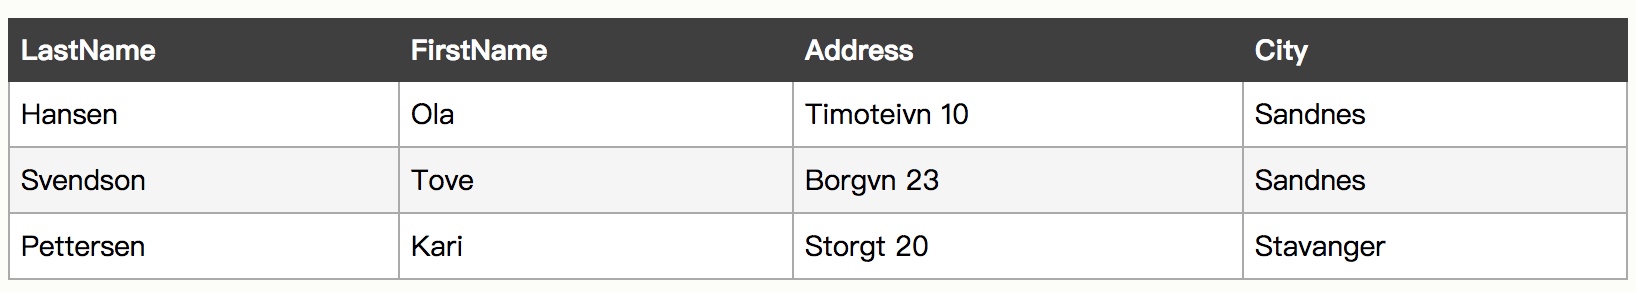 LastName FirstName Address City
Hansen Ola Timoteivn 10 Sandnes
Svendson Tove Borgvn 23 Sandnes
Pettersen Kari Storgt 20 Stavanger